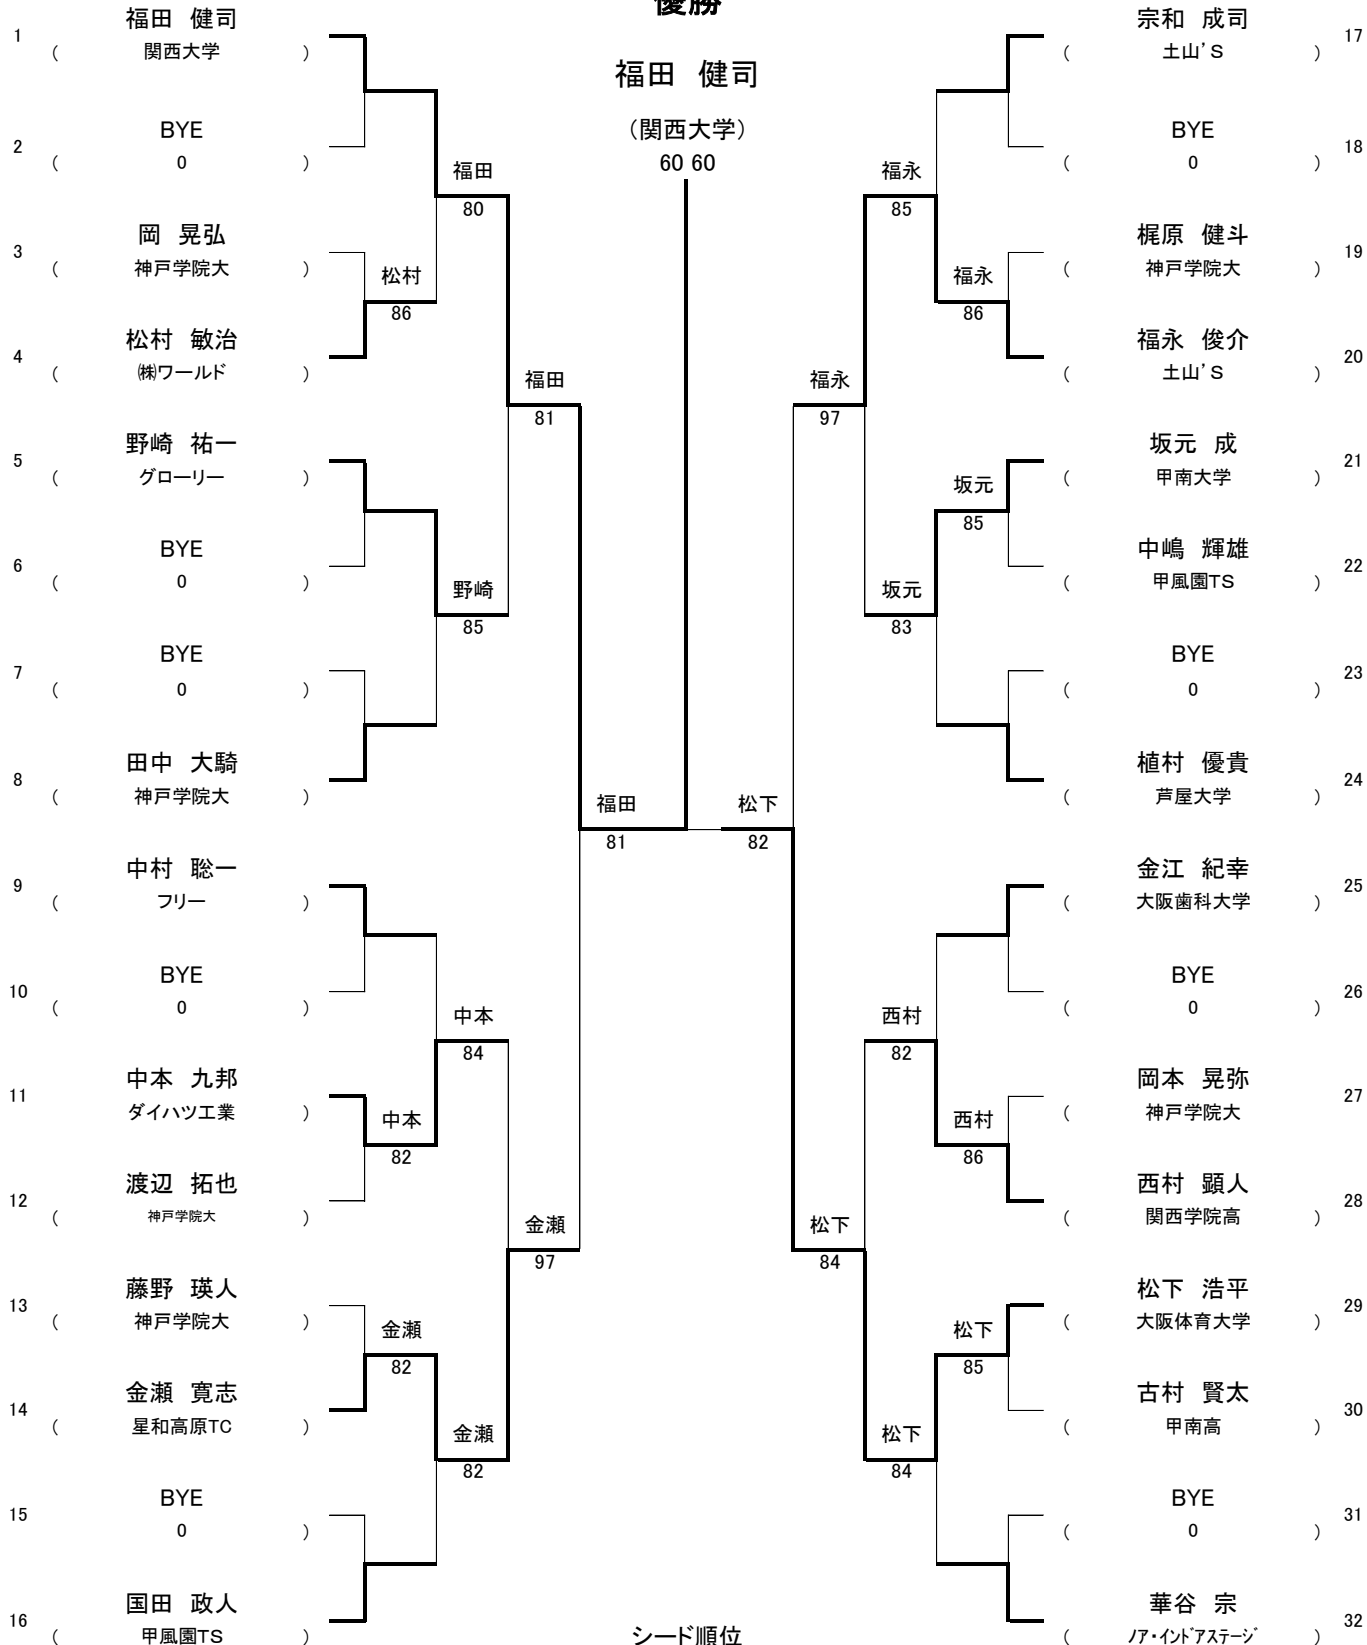 優勝
福田 健司
(関西大学)
60 60
1 福田 健司
( 関西大学 )
2 BYE
( 0 )
3 岡 晃弘
( 神戸学院大 )
4 松村 敏治
( ㈱ワールド )
5 野崎 祐一
( グローリー )
6 BYE
( 0 )
7 BYE
( 0 )
8 田中 大騎
( 神戸学院大 )
9 中村 聡一
( フリー )
10 BYE
( 0 )
11 中本 九邦
( ダイハツ工業 )
12 渡辺 拓也
( 神戸学院大 )
13 藤野 瑛人
( 神戸学院大 )
14 金瀬 寛志
( 星和高原TC )
15 BYE
( 0 )
16 国田 政人
( 甲風園TS )
松村
86
中本
82
金瀬
82
福田
80
野崎
85
中本
84
金瀬
82
福田
81
金瀬
97
福田
81
松下
82
福永
97
松下
84
福永
85
坂元
83
西村
82
松下
84
福永
86
坂元
85
西村
86
松下
85
宗和 成司 17
( 土山'S )
BYE 18
( 0 )
梶原 健斗 19
( 神戸学院大 )
福永 俊介 20
( 土山'S )
坂元 成 21
( 甲南大学 )
中嶋 輝雄 22
( 甲風園TS )
BYE 23
( 0 )
植村 優貴 24
( 芦屋大学 )
金江 紀幸 25
( 大阪歯科大学 )
BYE 26
( 0 )
岡本 晃弥 27
( 神戸学院大 )
西村 顕人 28
( 関西学院高 )
松下 浩平 29
( 大阪体育大学 )
古村 賢太 30
( 甲南高 )
BYE 31
( 0 )
華谷 宗 32
( ﾉｱ・ｲﾝﾄﾞｱｽﾃｰｼﾞ )
シード順位